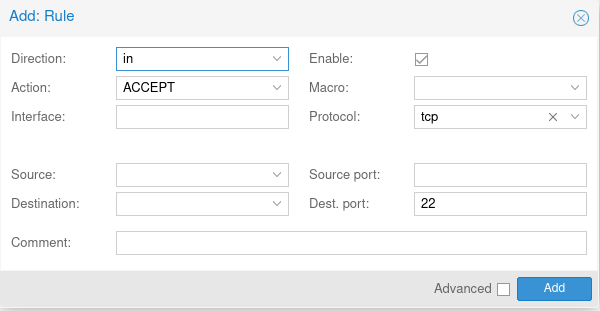 Add: Rule
Direction: in Enable:
Action: ACCEPT Macro:
Interface: Protocol: tcp
Source: Source port:
Destination: Dest. port: 22
Comment:
Advanced Add